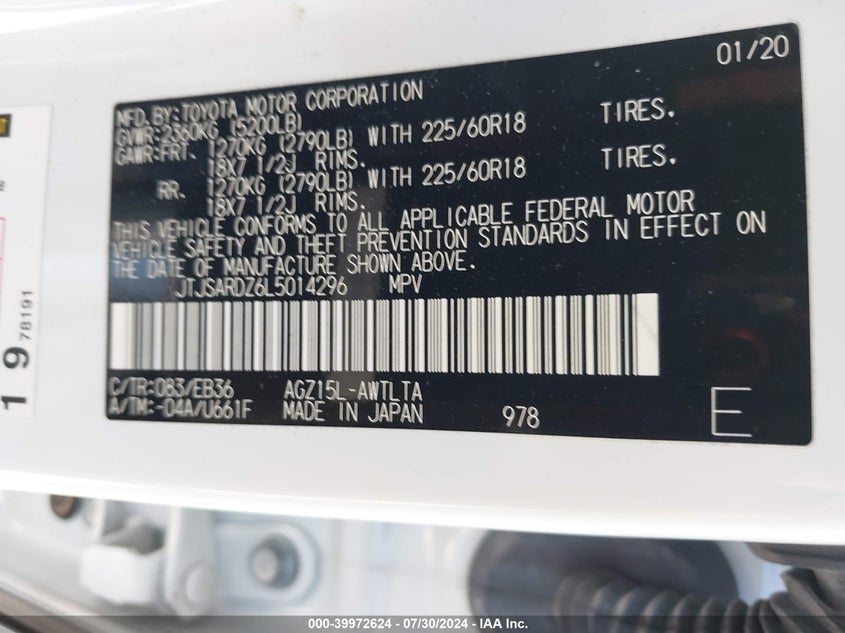 01/20
MFD.BY:TOYOTA MOTOR CORPORATION
GVWR:2360KG (5200LB)
GAWR:FRT. 1270KG (2790LB) WITH 225/60R18 TIRES.
18X7 1/2J RIMS.
RR. 1270KG (2790LB) WITH 225/60R18 TIRES.
18X7 1/2J RIMS.
THIS VEHICLE CONFORMS TO ALL APPLICABLE FEDERAL MOTOR
VEHICLE SAFETY AND THEFT PREVENTION STANDARDS IN EFFECT ON
THE DATE OF MANUFACTURE SHOWN ABOVE.
JTJSARDZ6L5014296 MPV
C/TR:083/EB36 AGZ15L-AWTLTA
A/TM:-04A/U661F MADE IN JAPAN 978
E
19 78191
000-39972624 - 07/30/2024 - IAA Inc.